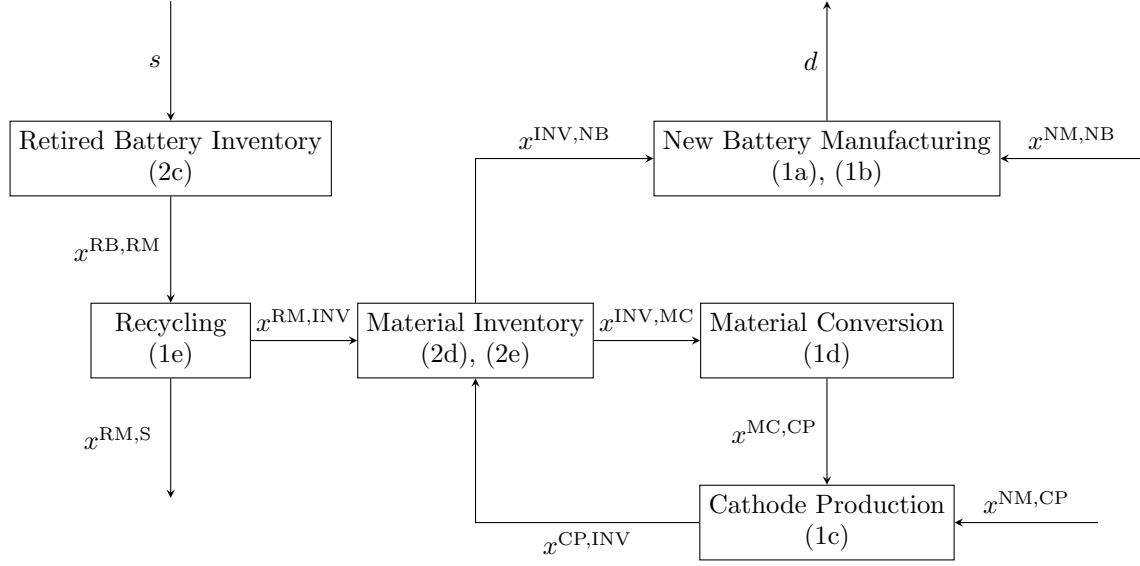 s
d
Retired Battery Inventory
(2c)
x^INV,NB
New Battery Manufacturing
(1a), (1b)
x^NM,NB
x^RB,RM
Recycling
(1e)
x^RM,INV
Material Inventory
(2d), (2e)
x^INV,MC
Material Conversion
(1d)
x^RM,S
x^MC,CP
Cathode Production
(1c)
x^NM,CP
x^CP,INV